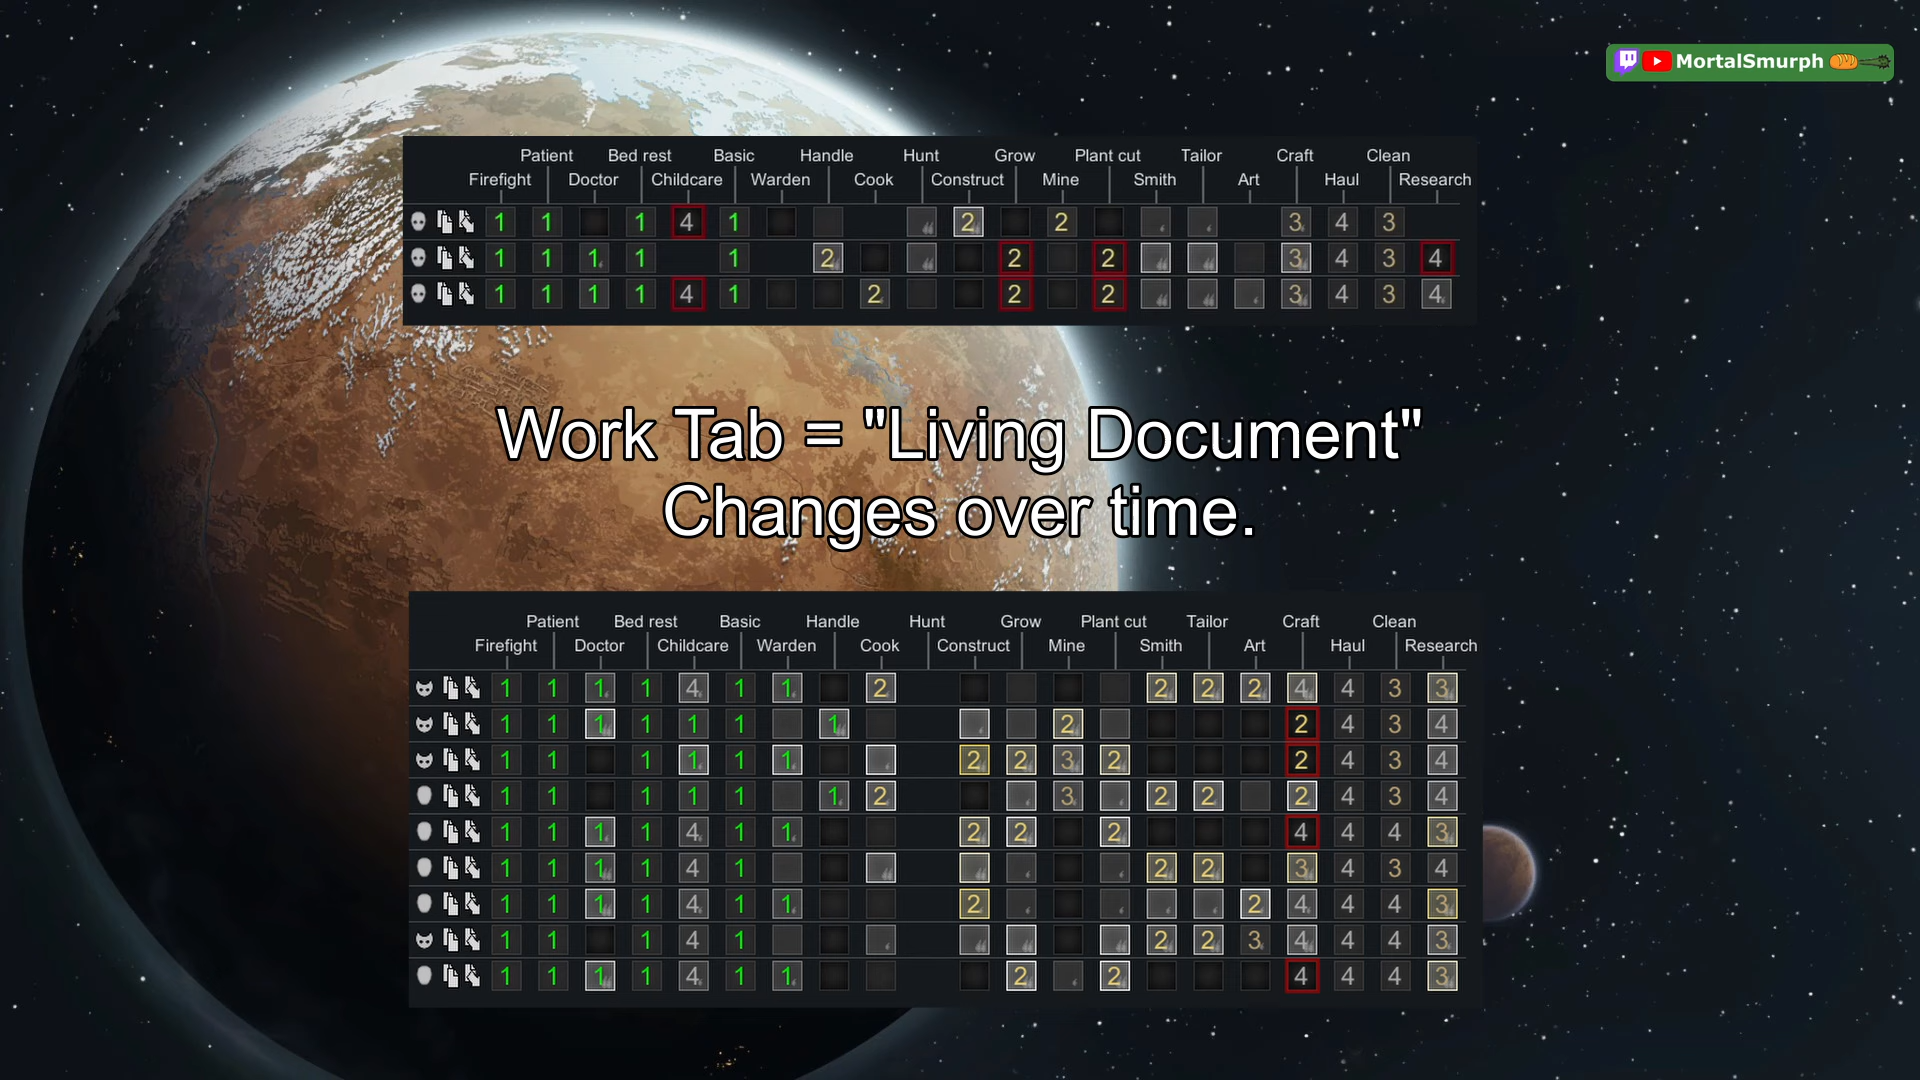 MortalSmurph
Patient Bed rest Basic Handle Hunt Grow Plant cut Tailor Craft Clean
Firefight Doctor Childcare Warden Cook Construct Mine Smith Art Haul Research
1 1 1 4 1 2 2 3 4 3
1 1 1 1 1 2 2 2 3 4 3 4
1 1 1 1 4 1 2 2 2 3 4 3 4
Work Tab = "Living Document"
Changes over time.
Patient Bed rest Basic Handle Hunt Grow Plant cut Tailor Craft Clean
Firefight Doctor Childcare Warden Cook Construct Mine Smith Art Haul Research
1 1 1 1 4 1 1 2 2 2 2 4 4 3 3
1 1 1 1 1 1 1 2 2 4 3 4
1 1 1 1 1 1 2 2 3 2 2 4 3 4
1 1 1 1 1 1 2 3 2 2 2 4 3 4
1 1 1 1 4 1 1 2 2 2 4 4 4 3
1 1 1 1 4 1 2 2 3 4 3 4
1 1 1 1 4 1 1 2 2 4 4 4 3
1 1 1 4 1 2 2 3 4 4 4 3
1 1 1 1 4 1 1 2 2 4 4 4 3